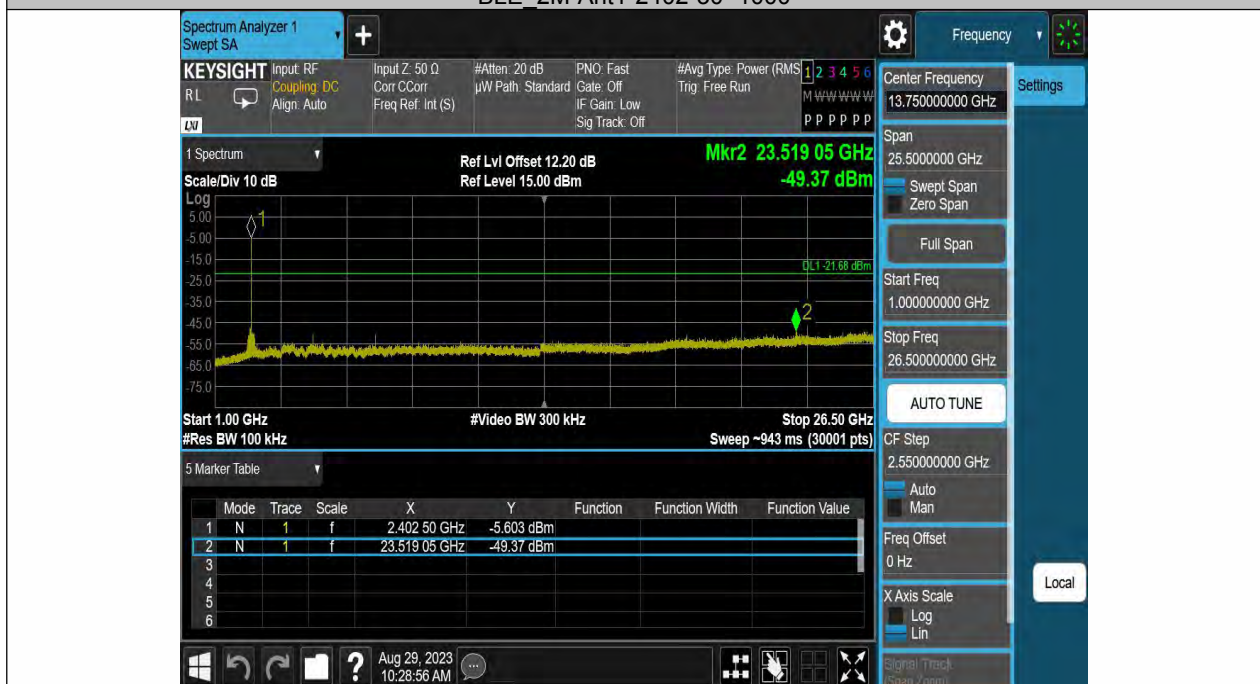 Spectrum Analyzer 1
Swept SA
Frequency
KEYSIGHT
RL
LXI
Input: RF
Coupling: DC
Align: Auto
Input Z: 50 Ω
Corr CCorr
Freq Ref: Int (S)
#Atten: 20 dB
µW Path: Standard
PNO: Fast
Gate: Off
IF Gain: Low
Sig Track: Off
#Avg Type: Power (RMS
Trig: Free Run
1 2 3 4 5 6
M W W W W W
P P P P P P
1 Spectrum
Scale/Div 10 dB
Log
Ref Lvl Offset 12.20 dB
Ref Level 15.00 dBm
Mkr2 23.519 05 GHz
-49.37 dBm
5.00
-5.00
-15.0
-25.0
-35.0
-45.0
-55.0
-65.0
-75.0
1
DL1 -21.68 dBm
2
Start 1.00 GHz
#Video BW 300 kHz
Stop 26.50 GHz
#Res BW 100 kHz
Sweep ~943 ms (30001 pts)
5 Marker Table
Mode Trace Scale X Y Function Function Width Function Value
1 N 1 f 2.402 50 GHz -5.603 dBm
2 N 1 f 23.519 05 GHz -49.37 dBm
3
4
5
6
Aug 29, 2023
10:28:56 AM
Center Frequency
13.750000000 GHz
Settings
Span
25.5000000 GHz
Swept Span
Zero Span
Full Span
Start Freq
1.000000000 GHz
Stop Freq
26.500000000 GHz
AUTO TUNE
CF Step
2.550000000 GHz
Auto
Man
Freq Offset
0 Hz
X Axis Scale
Log
Lin
Local
Signal Track
(Span Zoom)